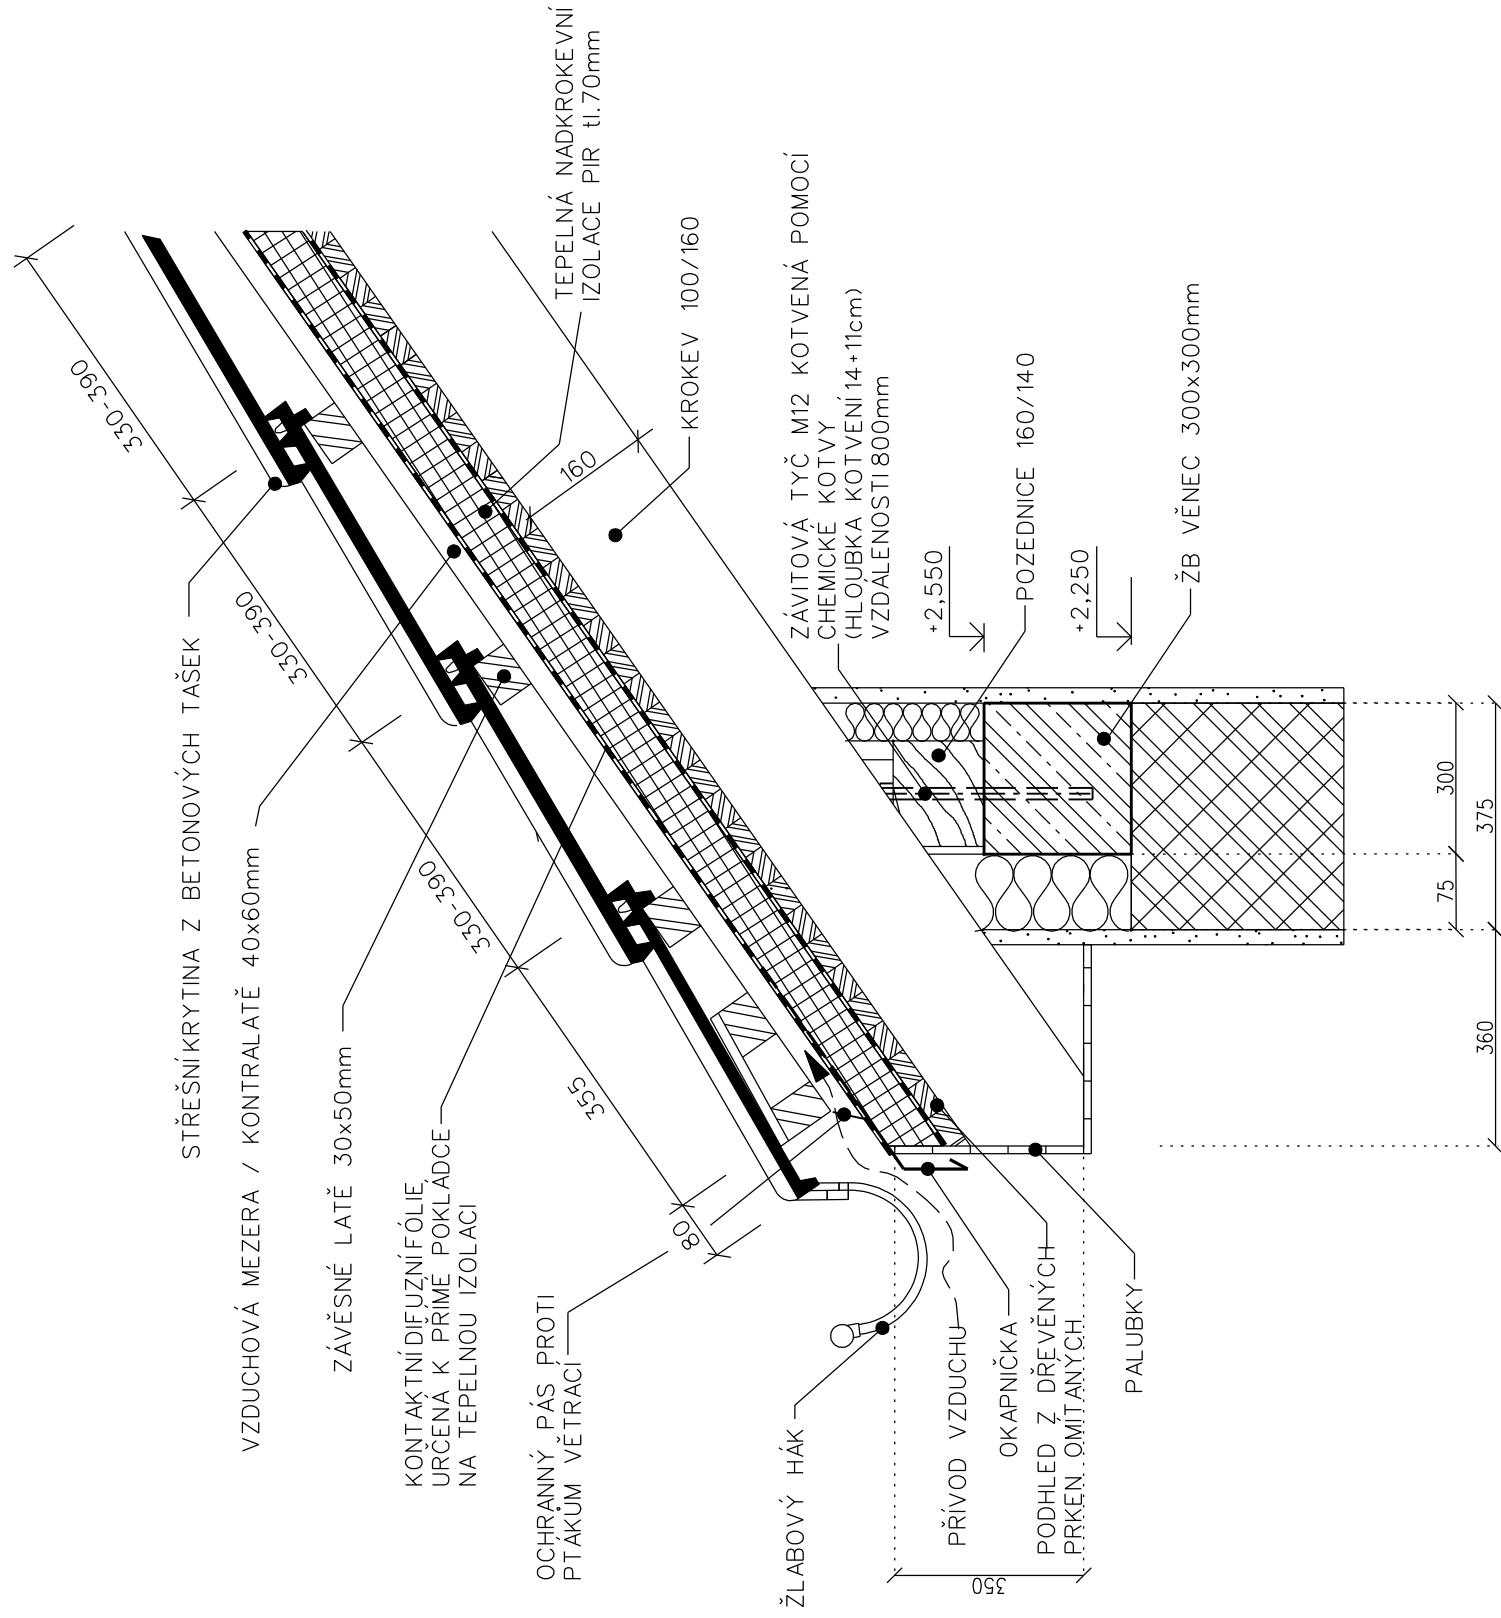 STŘEŠNÍ KRYTINA Z BETONOVÝCH TAŠEK
VZDUCHOVÁ MEZERA / KONTRALATĚ 40x60mm
ZÁVĚSNÉ LATĚ 30x50mm
KONTAKTNÍ DIFUZNÍ FÓLIE
URČENÁ K PŘÍMÉ POKLÁDCE
NA TEPELNOU IZOLACI
OCHRANNÝ PÁS PROTI
PTÁKŮM VĚTRACÍ
ŽLABOVÝ HÁK
PŘÍVOD VZDUCHU
OKAPNIČKA
PODHLED Z DŘEVĚNÝCH
PRKEN OMÍTANÝCH
PALUBKY
TEPELNÁ NADKROKEVNÍ
IZOLACE PIR tl.70mm
KROKEV 100/160
ZÁVITOVÁ TYČ M12 KOTVENÁ POMOCÍ
CHEMICKÉ KOTVY
(HLOUBKA KOTVENÍ 14+11cm)
VZDÁLENOSTI 800mm
+2,550
POZEDNICE 160/140
+2,250
ŽB VĚNEC 300x300mm
330-390
330-390
330-390
355
80
160
300
75
375
360
350